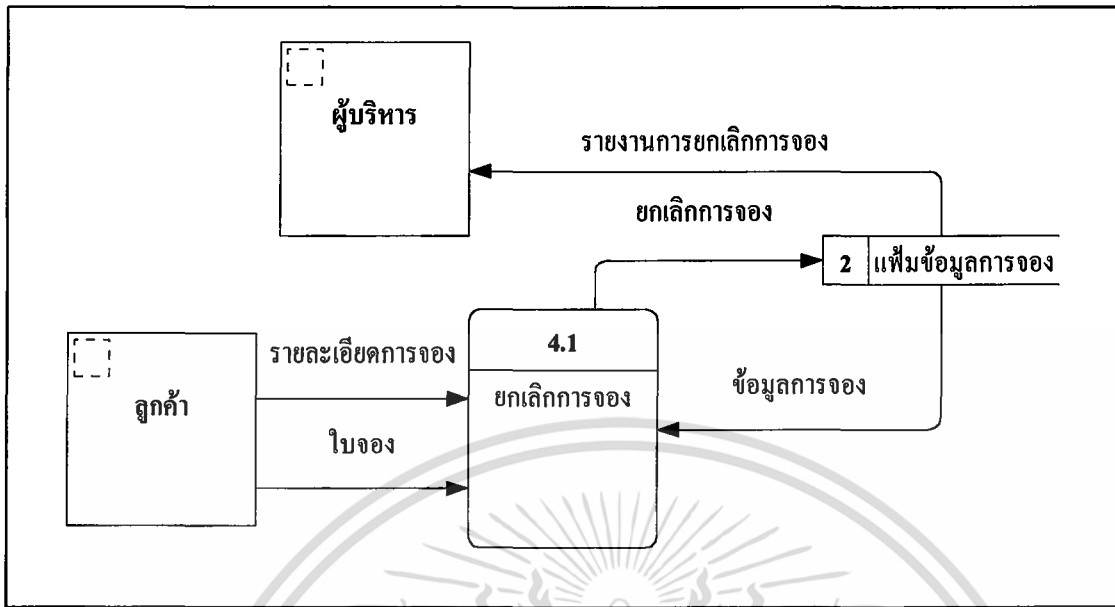 ผู้บริหาร
รายงานการยกเลิกการจอง
ยกเลิกการจอง
2 แฟ้มข้อมูลการจอง
4.1
รายละเอียดการจอง
ยกเลิกการจอง
ข้อมูลการจอง
ลูกค้า
ใบจอง